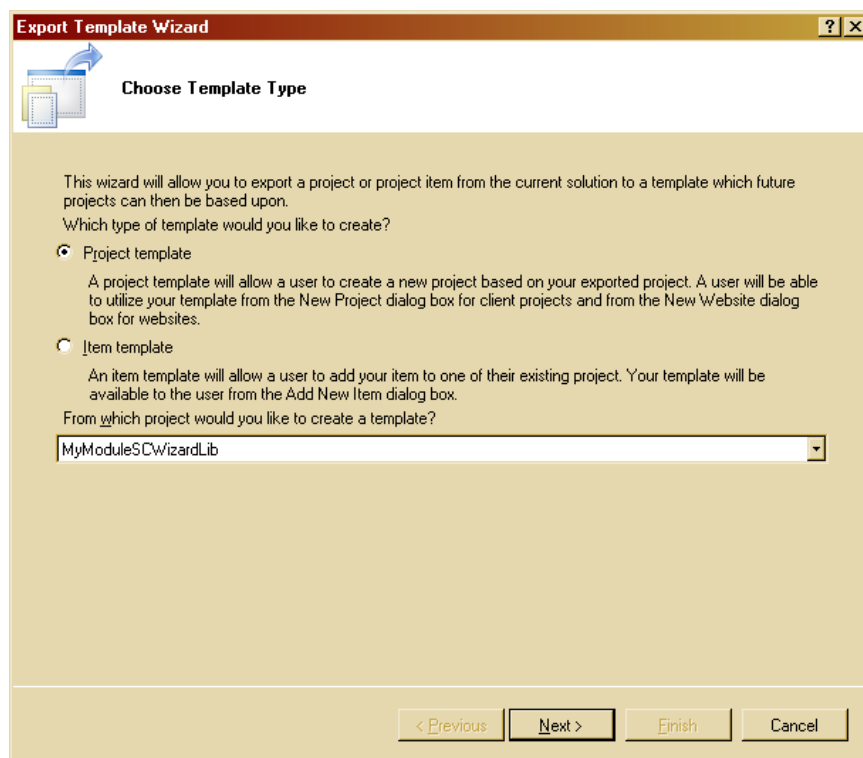 Export Template Wizard
Choose Template Type
This wizard will allow you to export a project or project item from the current solution to a template which future
projects can then be based upon.
Which type of template would you like to create?
Project template
A project template will allow a user to create a new project based on your exported project. A user will be able
to utilize your template from the New Project dialog box for client projects and from the New Website dialog
box for websites.
Item template
An item template will allow a user to add your item to one of their existing project. Your template will be
available to the user from the Add New Item dialog box.
From which project would you like to create a template?
MyModuleSCWizardLib
< Previous
Next >
Finish
Cancel